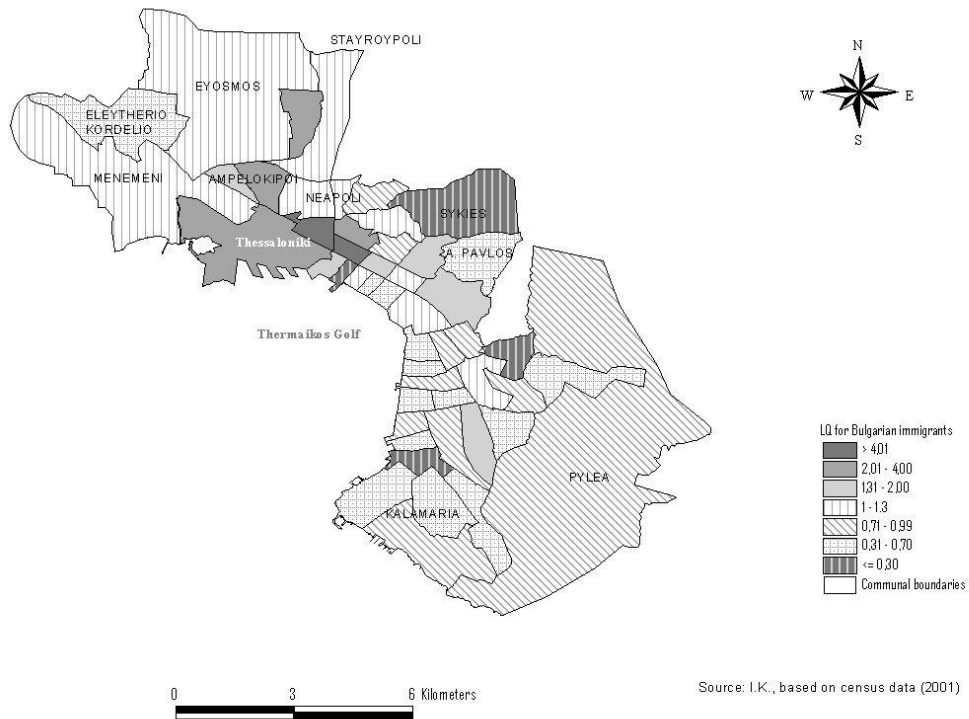 STAYROYPOLI
N
EYOSMOS
W E
ELEYTHERIO
KORDELIO
S
MENEMENI
AMPELOKIPOI
NEAPOLI
SYKIES
Thessaloniki
A. PAVLOS
Thermaikos Golf
LQ for Bulgarian immigrants
> 4,01
2,01 - 4,00
1,31 - 2,00
1 - 1.3
0,71 - 0,99
0,31 - 0,70
<= 0,30
Communal boundaries
PYLEA
KALAMARIA
0 3 6 Kilometers
Source: I.K., based on census data (2001)